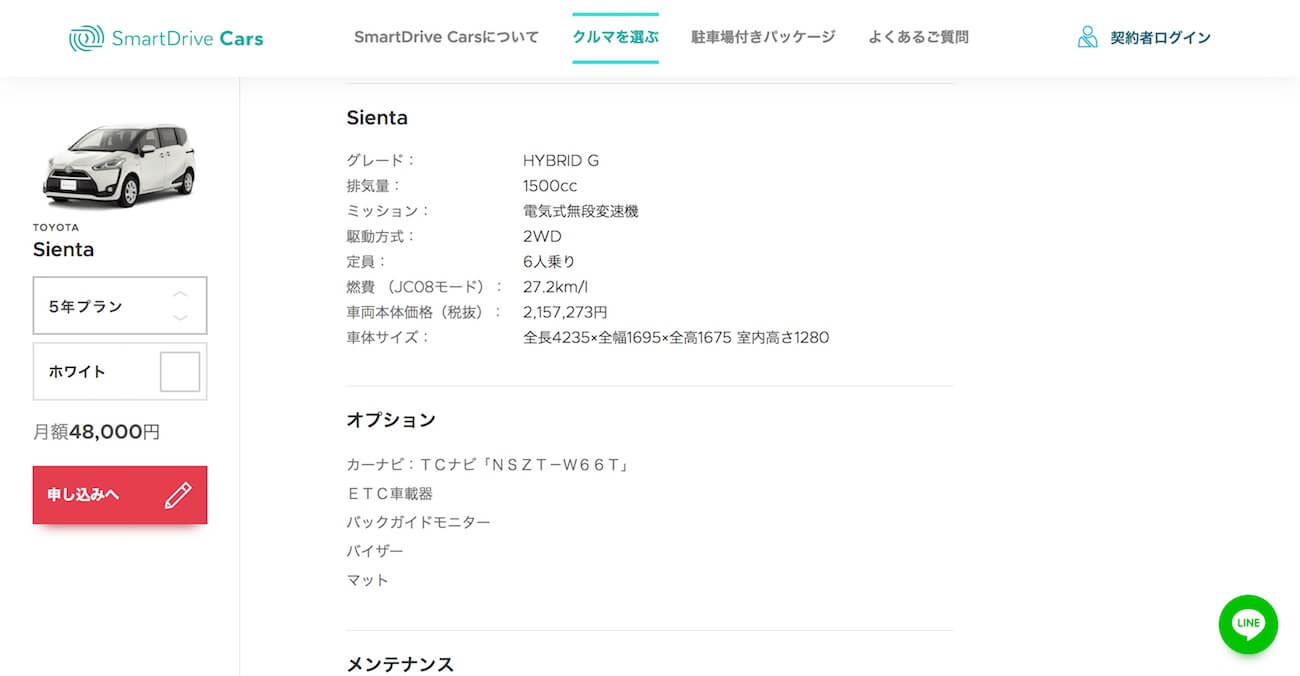 SmartDrive Cars
SmartDrive Carsについて
クルマを選ぶ
駐車場付きパッケージ
よくあるご質問
契約者ログイン
TOYOTA
Sienta
5年プラン
ホワイト
月額48,000円
申し込みへ
Sienta
グレード： HYBRID G
排気量： 1500cc
ミッション： 電気式無段変速機
駆動方式： 2WD
定員： 6人乗り
燃費 （JC08モード）： 27.2km/l
車両本体価格（税抜）： 2,157,273円
車体サイズ： 全長4235×全幅1695×全高1675 室内高さ1280
オプション
カーナビ：ＴＣナビ「ＮＳＺＴ－Ｗ６６Ｔ」
ＥＴＣ車載器
バックガイドモニター
バイザー
マット
メンテナンス
LINE